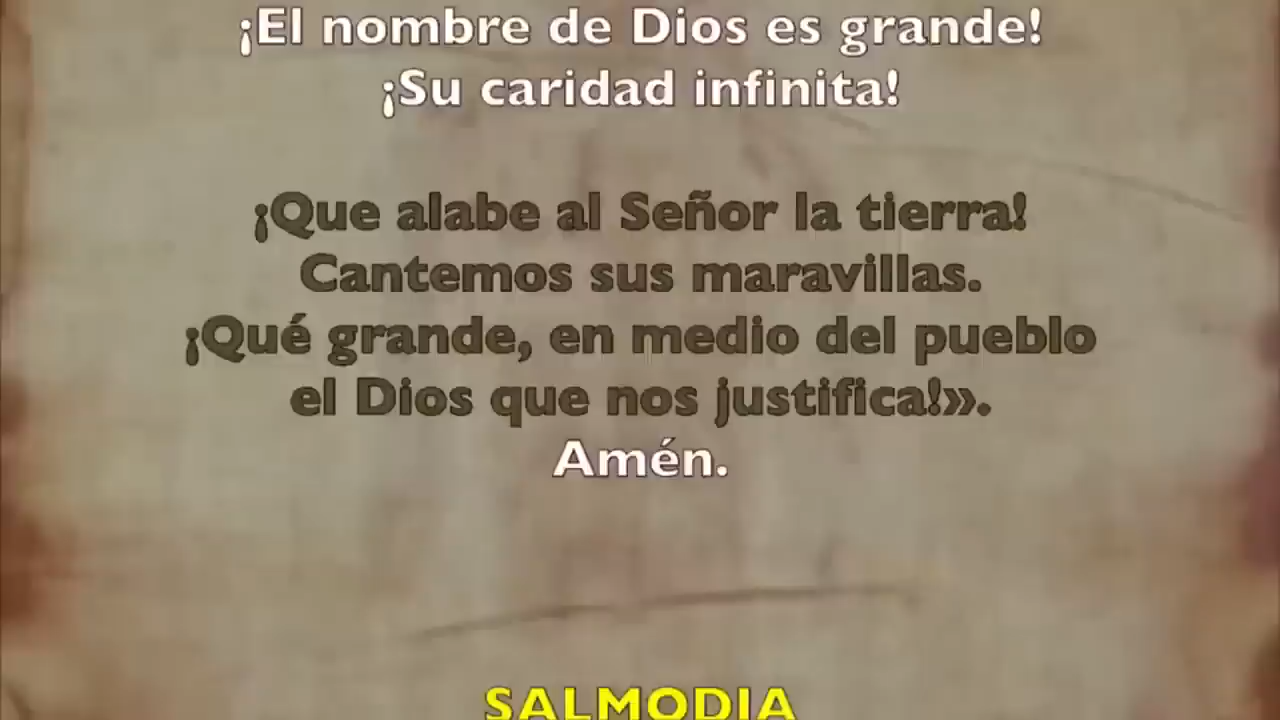 ¡El nombre de Dios es grande!
¡Su caridad infinita!
¡Que alabe al Señor la tierra!
Cantemos sus maravillas.
¡Qué grande, en medio del pueblo
el Dios que nos justifica!».
Amén.
SALMODIA